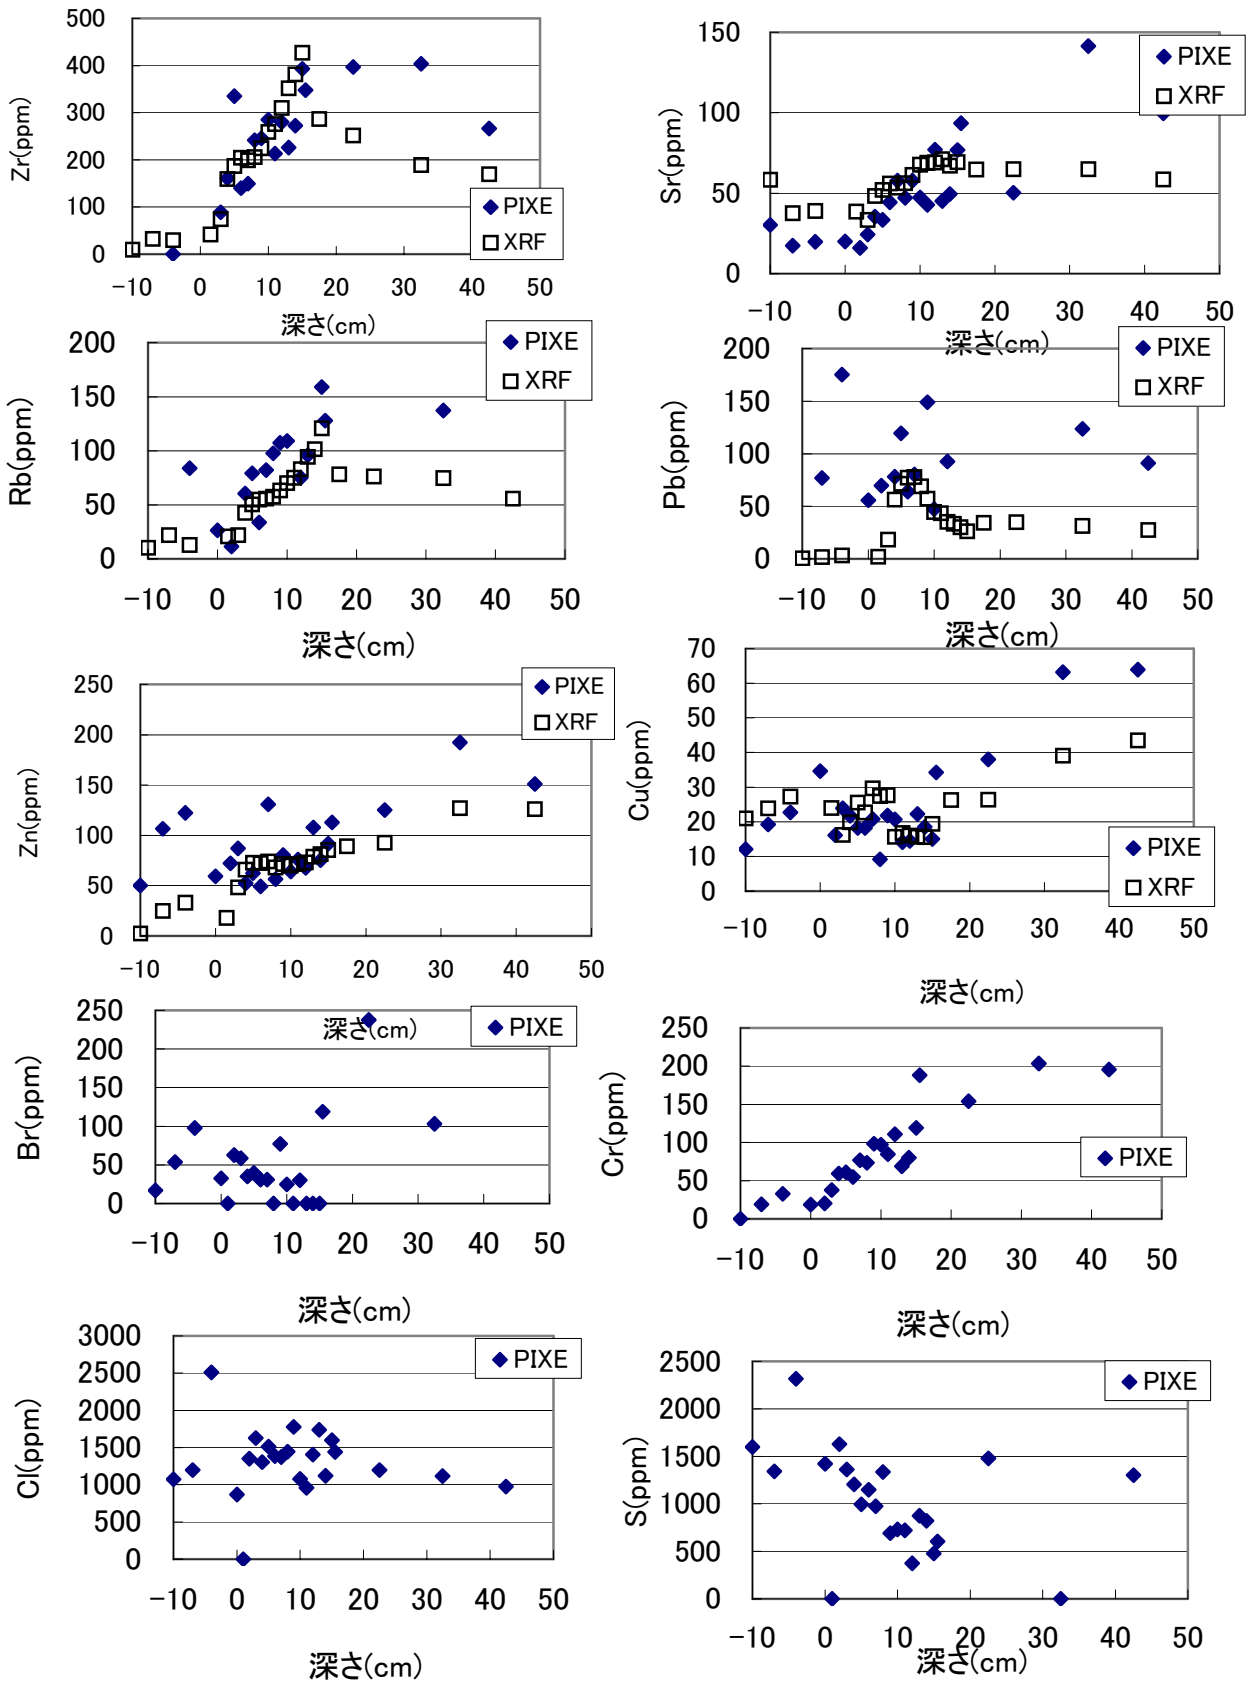 500
400
300
200
100
0
Zr(ppm)
-10 0 10 20 30 40 50
深さ(cm)
PIXE
XRF
150
100
50
0
Sr(ppm)
-10 0 10 20 30 40 50
深さ(cm)
PIXE
XRF
200
150
100
50
0
Rb(ppm)
-10 0 10 20 30 40 50
深さ(cm)
PIXE
XRF
200
150
100
50
0
Pb(ppm)
-10 0 10 20 30 40 50
深さ(cm)
PIXE
XRF
250
200
150
100
50
0
Zn(ppm)
-10 0 10 20 30 40 50
深さ(cm)
PIXE
XRF
70
60
50
40
30
20
10
0
Cu(ppm)
-10 0 10 20 30 40 50
深さ(cm)
PIXE
XRF
250
200
150
100
50
0
Br(ppm)
-10 0 10 20 30 40 50
深さ(cm)
PIXE
250
200
150
100
50
0
Cr(ppm)
-10 0 10 20 30 40 50
深さ(cm)
PIXE
3000
2500
2000
1500
1000
500
0
Cl(ppm)
-10 0 10 20 30 40 50
深さ(cm)
PIXE
2500
2000
1500
1000
500
0
S(ppm)
-10 0 10 20 30 40 50
深さ(cm)
PIXE